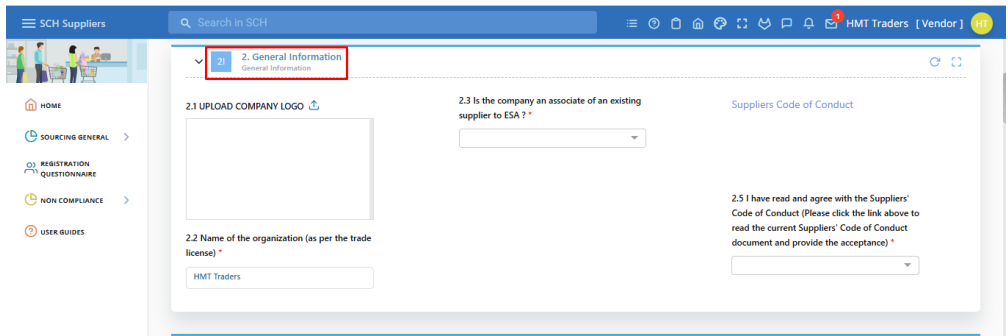 SCH Suppliers
Search in SCH
1
HMT Traders [ Vendor ]
HT
HOME
SOURCING GENERAL
REGISTRATION
QUESTIONNAIRE
NON COMPLIANCE
USER GUIDES
2I
2. General Information
General Information
2.1 UPLOAD COMPANY LOGO
2.2 Name of the organization (as per the trade
license) *
HMT Traders
2.3 Is the company an associate of an existing
supplier to ESA ? *
Suppliers Code of Conduct
2.5 I have read and agree with the Suppliers'
Code of Conduct (Please click the link above to
read the current Suppliers' Code of Conduct
document and provide the acceptance) *